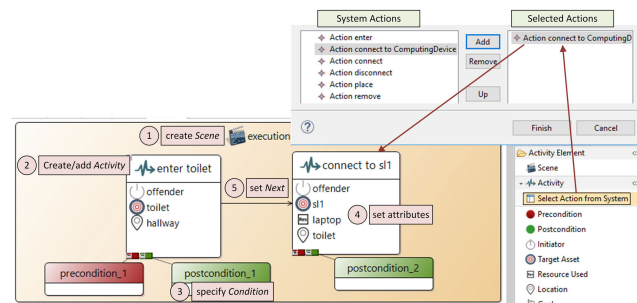 System Actions
Selected Actions
Action enter
Action connect to ComputingDevice
Action connect
Action disconnect
Action place
Action remove
Add
Remove
Up
Action connect to ComputingD
Finish
Cancel
1 create Scene
execution
2 Create/add Activity
enter toilet
offender
toilet
hallway
5 set Next
connect to sl1
offender
sl1
Res laptop
toilet
4 set attributes
precondition_1
postcondition_1
3 specify Condition
postcondition_2
Activity Element
Scene
Activity
Select Action from System
Precondition
Postcondition
Initiator
Target Asset
Res Resource Used
Location